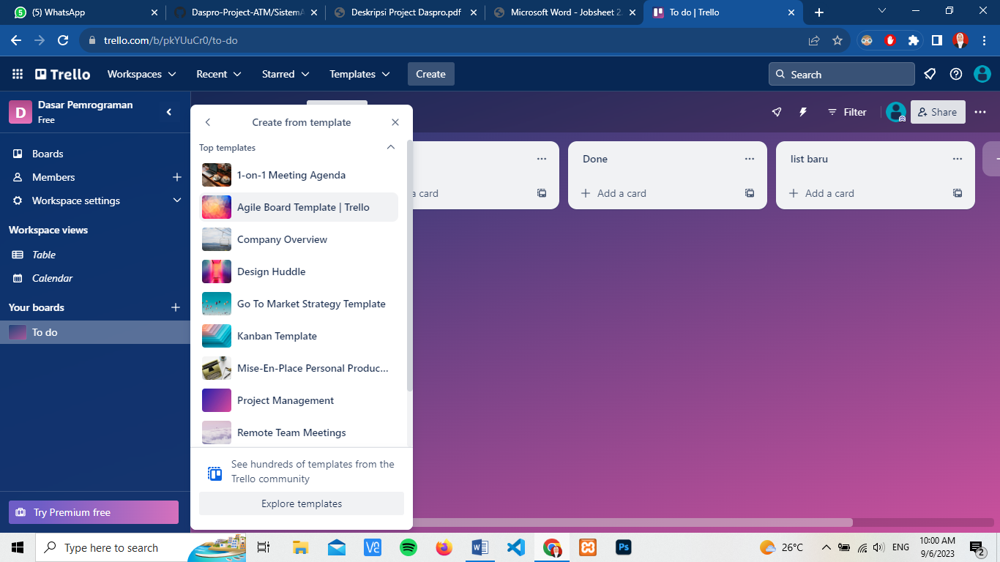 (5) WhatsApp
Daspro-Project-ATM/Sistem
Deskripsi Project Daspro.pdf
Microsoft Word - Jobsheet 2
To do | Trello
trello.com/b/pkYUuCr0/to-do
Trello
Workspaces
Recent
Starred
Templates
Create
Search
D
Dasar Pemrograman
Free
Boards
Members
Workspace settings
Workspace views
Table
Calendar
Your boards
To do
Try Premium free
Create from template
Top templates
1-on-1 Meeting Agenda
Agile Board Template | Trello
Company Overview
Design Huddle
Go To Market Strategy Template
Kanban Template
Mise-En-Place Personal Produc...
Project Management
Remote Team Meetings
See hundreds of templates from the
Trello community
Explore templates
Filter
Share
a card
Done
Add a card
list baru
Add a card
Type here to search
26°C
ENG
10:00 AM
9/6/2023
2